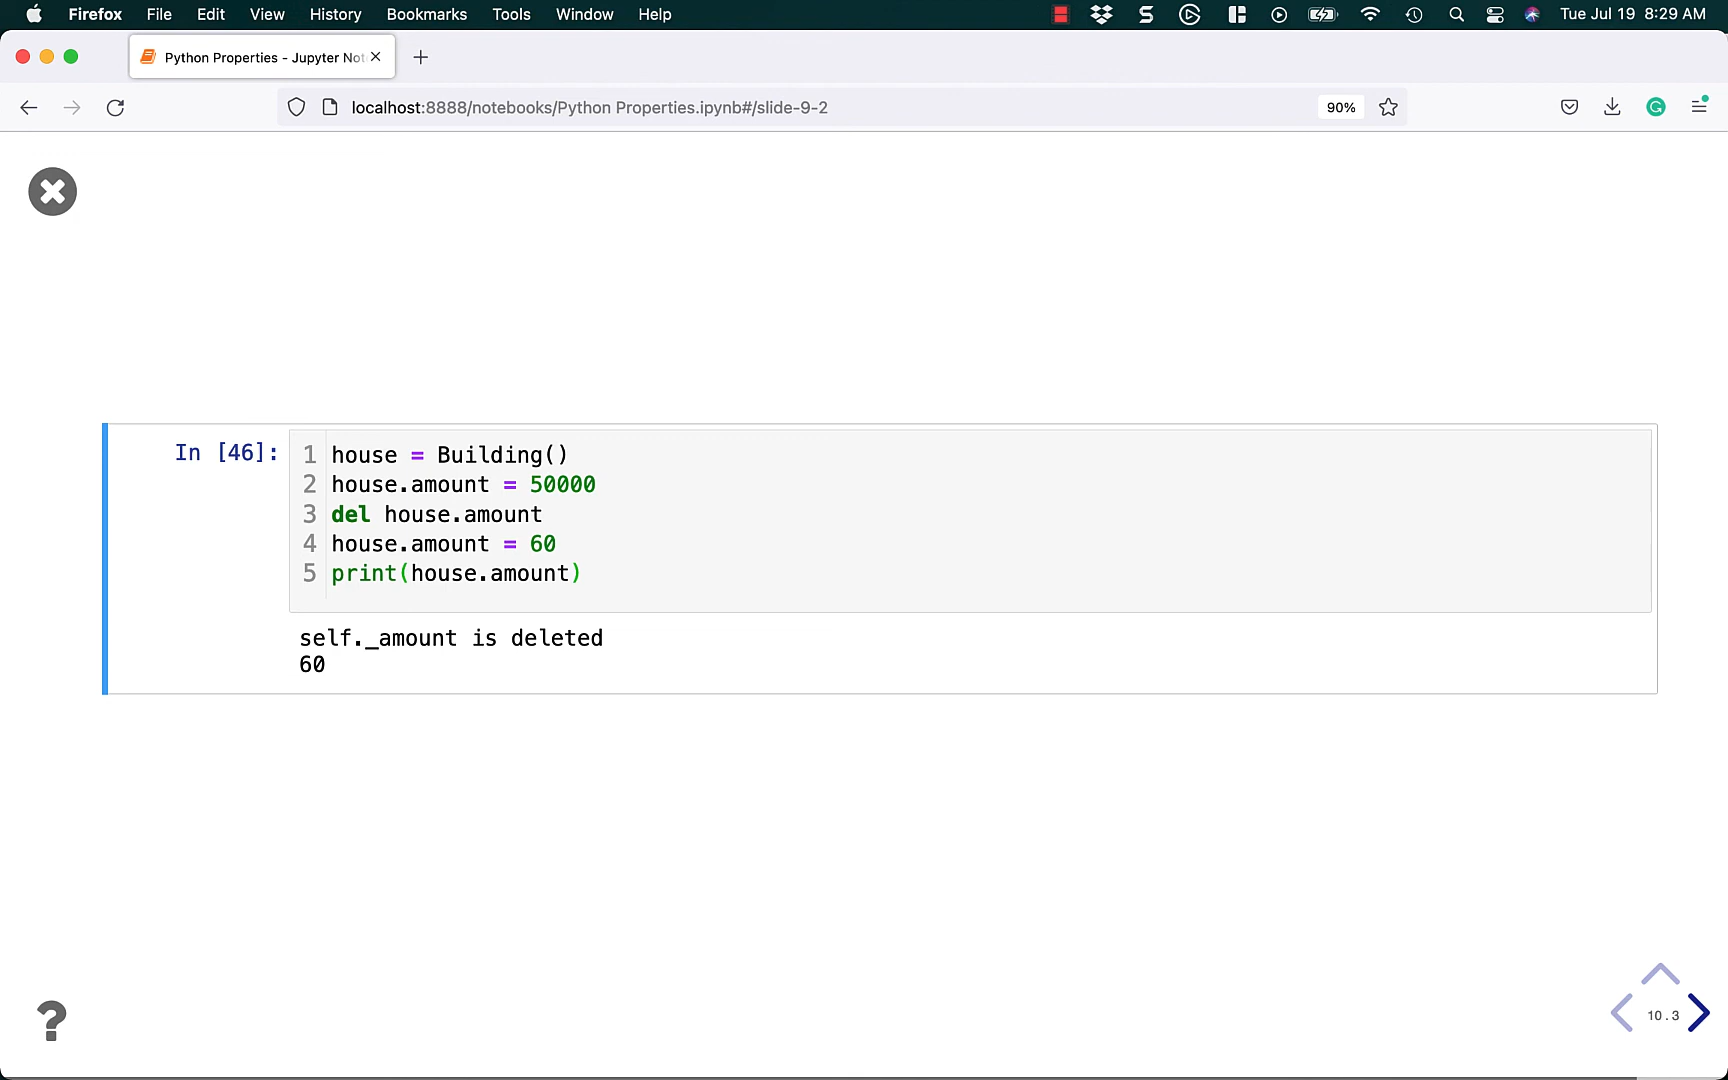 Firefox File Edit View History Bookmarks Tools Window Help Tue Jul 19 8:29 AM
Python Properties - Jupyter Not
localhost:8888/notebooks/Python Properties.ipynb#/slide-9-2 90%
In [46]:
1 house = Building()
2 house.amount = 50000
3 del house.amount
4 house.amount = 60
5 print(house.amount)
self._amount is deleted
60
?
10.3